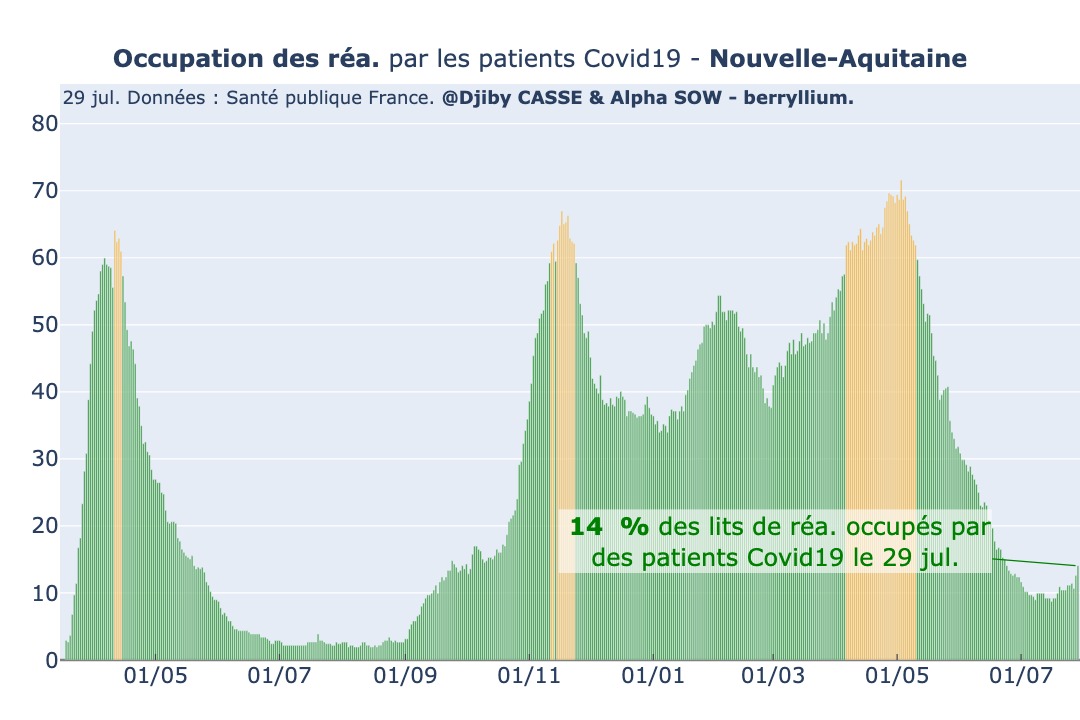 Occupation des réa. par les patients Covid19 - Nouvelle-Aquitaine
29 jul. Données : Santé publique France. @Djiby CASSE & Alpha SOW - berryllium.
80
70
60
50
40
30
20
10
0
14 % des lits de réa. occupés par
des patients Covid19 le 29 jul.
01/05 01/07 01/09 01/11 01/01 01/03 01/05 01/07